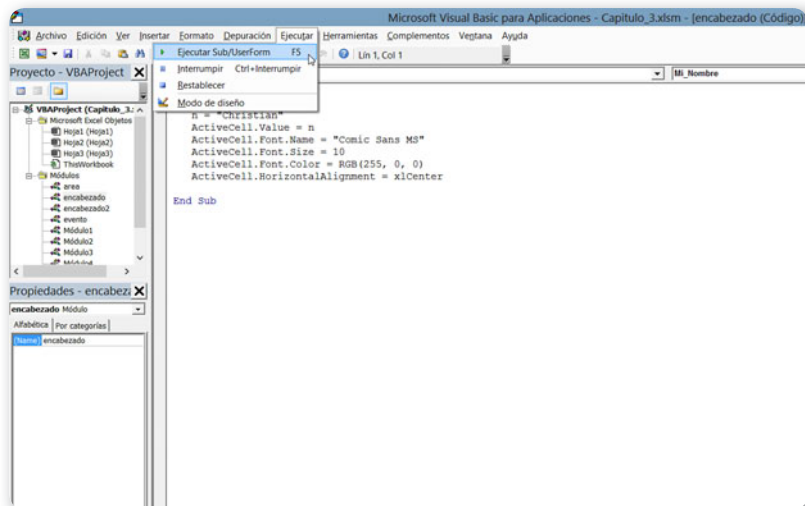 Microsoft Visual Basic para Aplicaciones - Capitulo_3.xlsm - [encabezado (Código)
Archivo Edición Ver Insertar Formato Depuración Ejecutar Herramientas Complementos Ventana Ayuda
Ejecutar Sub/UserForm F5
Lín 1, Col 1
Interrumpir Ctrl+Interrumpir
Restablecer
Modo de diseño
Proyecto - VBAProject
Mi_Nombre
VBAProject (Capitulo_3.:
Microsoft Excel Objetos
Hoja1 (Hoja1)
Hoja2 (Hoja2)
Hoja3 (Hoja3)
ThisWorkbook
Módulos
area
encabezado
encabezado2
evento
Módulo1
Módulo2
Módulo3
Módulo4
n = "Christian"
ActiveCell.Value = n
ActiveCell.Font.Name = "Comic Sans MS"
ActiveCell.Font.Size = 10
ActiveCell.Font.Color = RGB(255, 0, 0)
ActiveCell.HorizontalAlignment = xlCenter
End Sub
Propiedades - encabeza
encabezado Módulo
Alfabética Por categorías
(Name) encabezado